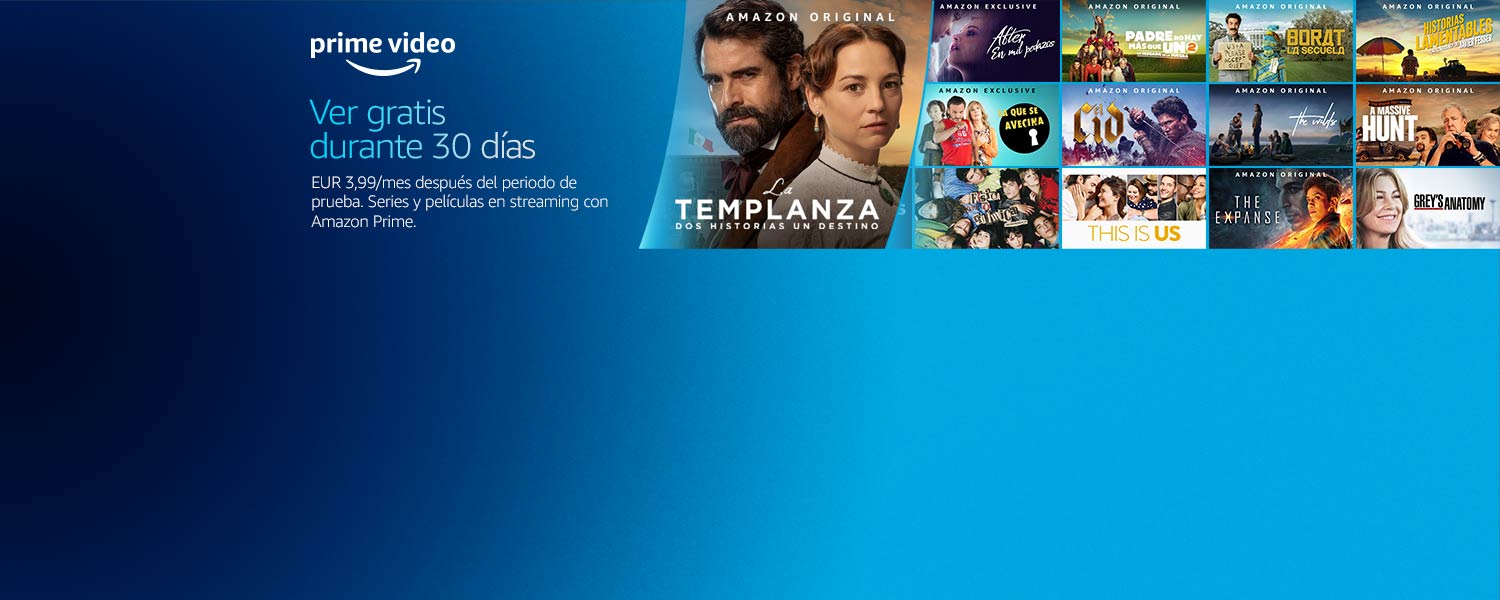 prime video
Ver gratis
durante 30 días
EUR 3,99/mes después del periodo de
prueba. Series y películas en streaming con
Amazon Prime.
AMAZON ORIGINAL
La
TEMPLANZA
DOS HISTORIAS UN DESTINO
AMAZON EXCLUSIVE
After
En mil pedazos
AMAZON ORIGINAL
PADRE NO HAY
MÁS QUE UNO 2
AMAZON ORIGINAL
BORAT
LA SECUELA
AMAZON ORIGINAL
HISTORIAS
LAMENTABLES
AMAZON EXCLUSIVE
LA QUE SE
AVECINA
AMAZON ORIGINAL
El
Cid
AMAZON ORIGINAL
the wilds
AMAZON ORIGINAL
A MASSIVE
HUNT
THIS IS US
AMAZON ORIGINAL
THE
EXPANSE
GREY'S ANATOMY